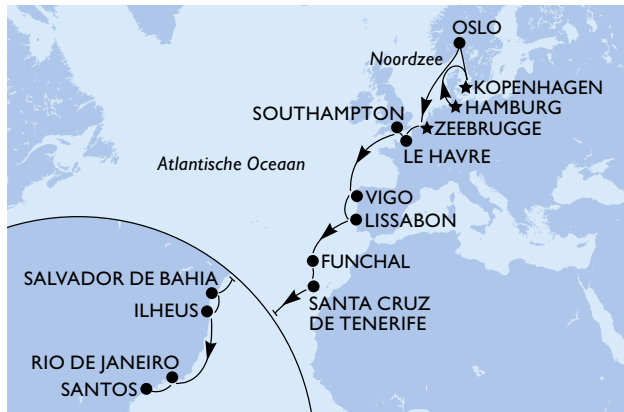 OSLO
Noordzee
KOPENHAGEN
HAMBURG
SOUTHAMPTON
ZEEBRUGGE
LE HAVRE
Atlantische Oceaan
VIGO
LISSABON
FUNCHAL
SANTA CRUZ
DE TENERIFE
SALVADOR DE BAHIA
ILHEUS
RIO DE JANEIRO
SANTOS